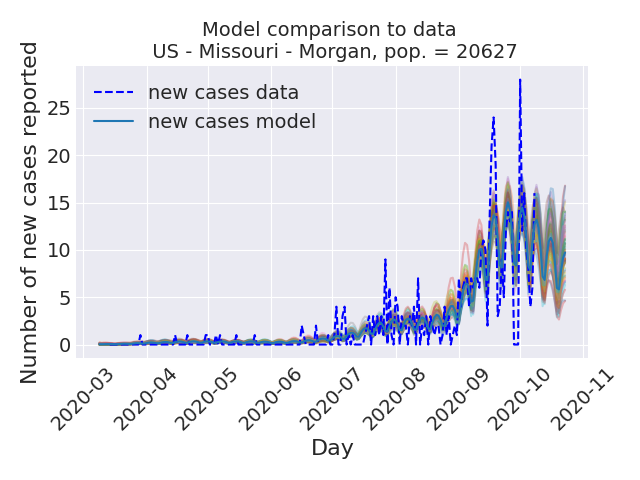 Model comparison to data
US - Missouri - Morgan, pop. = 20627
Number of new cases reported
new cases data
new cases model
25
20
15
10
5
0
2020-03
2020-04
2020-05
2020-06
2020-07
2020-08
2020-09
2020-10
2020-11
Day